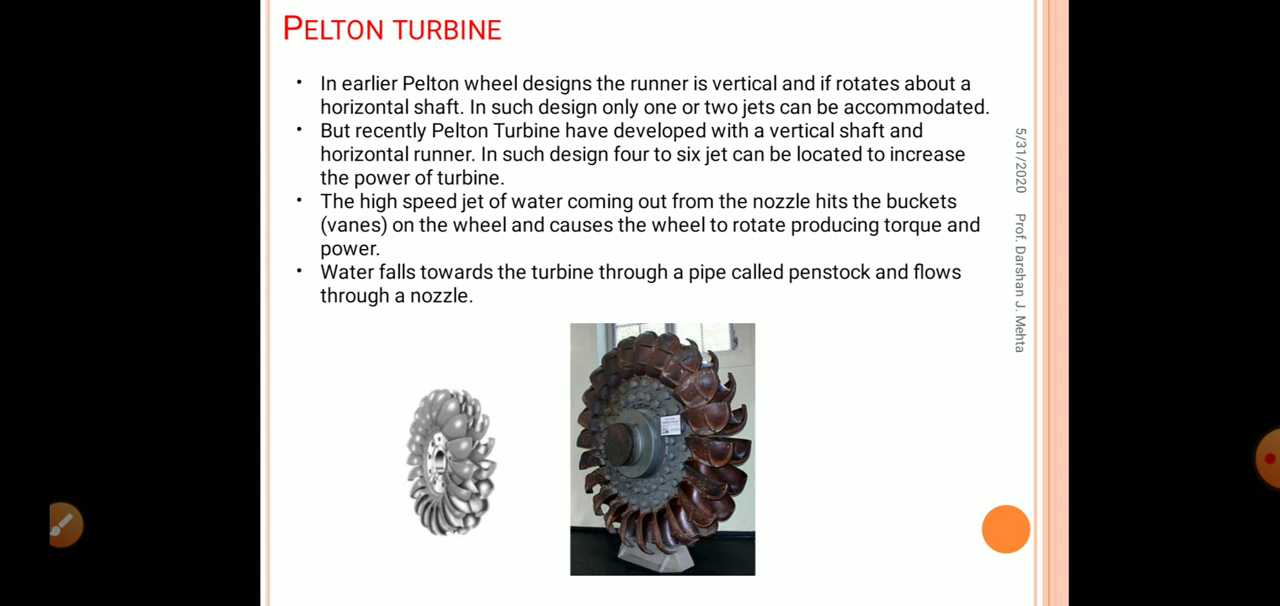 PELTON TURBINE
• In earlier Pelton wheel designs the runner is vertical and if rotates about a
horizontal shaft. In such design only one or two jets can be accommodated.
• But recently Pelton Turbine have developed with a vertical shaft and
horizontal runner. In such design four to six jet can be located to increase
the power of turbine.
• The high speed jet of water coming out from the nozzle hits the buckets
(vanes) on the wheel and causes the wheel to rotate producing torque and
power.
• Water falls towards the turbine through a pipe called penstock and flows
through a nozzle.
5/31/2020 Prof. Darshan J. Mehta